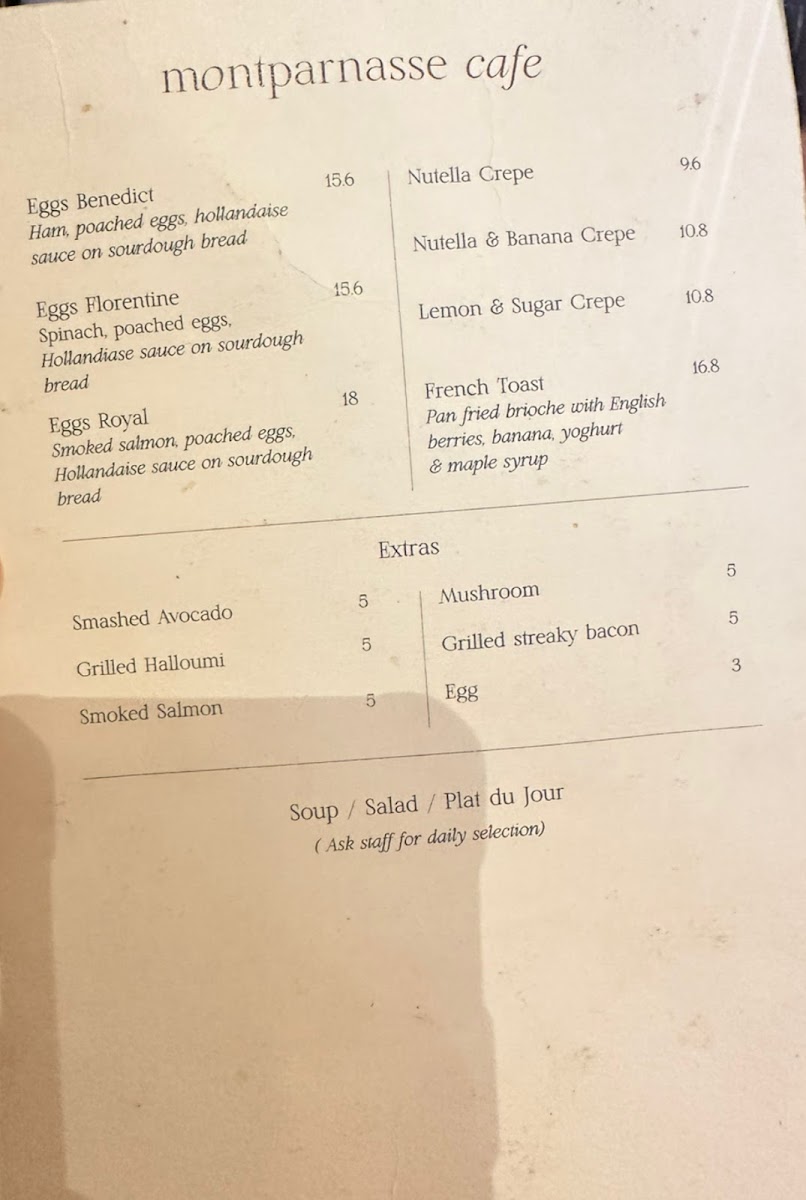 montparnasse cafe
Eggs Benedict 15.6
Ham, poached eggs, hollandaise
sauce on sourdough bread
Eggs Florentine 15.6
Spinach, poached eggs,
Hollandiase sauce on sourdough
bread
Eggs Royal 18
Smoked salmon, poached eggs,
Hollandaise sauce on sourdough
bread
Nutella Crepe 9.6
Nutella & Banana Crepe 10.8
Lemon & Sugar Crepe 10.8
French Toast 16.8
Pan fried brioche with English
berries, banana, yoghurt
& maple syrup
Extras
Smashed Avocado 5
Grilled Halloumi 5
Smoked Salmon 5
Mushroom 5
Grilled streaky bacon 5
Egg 3
Soup / Salad / Plat du Jour
( Ask staff for daily selection)